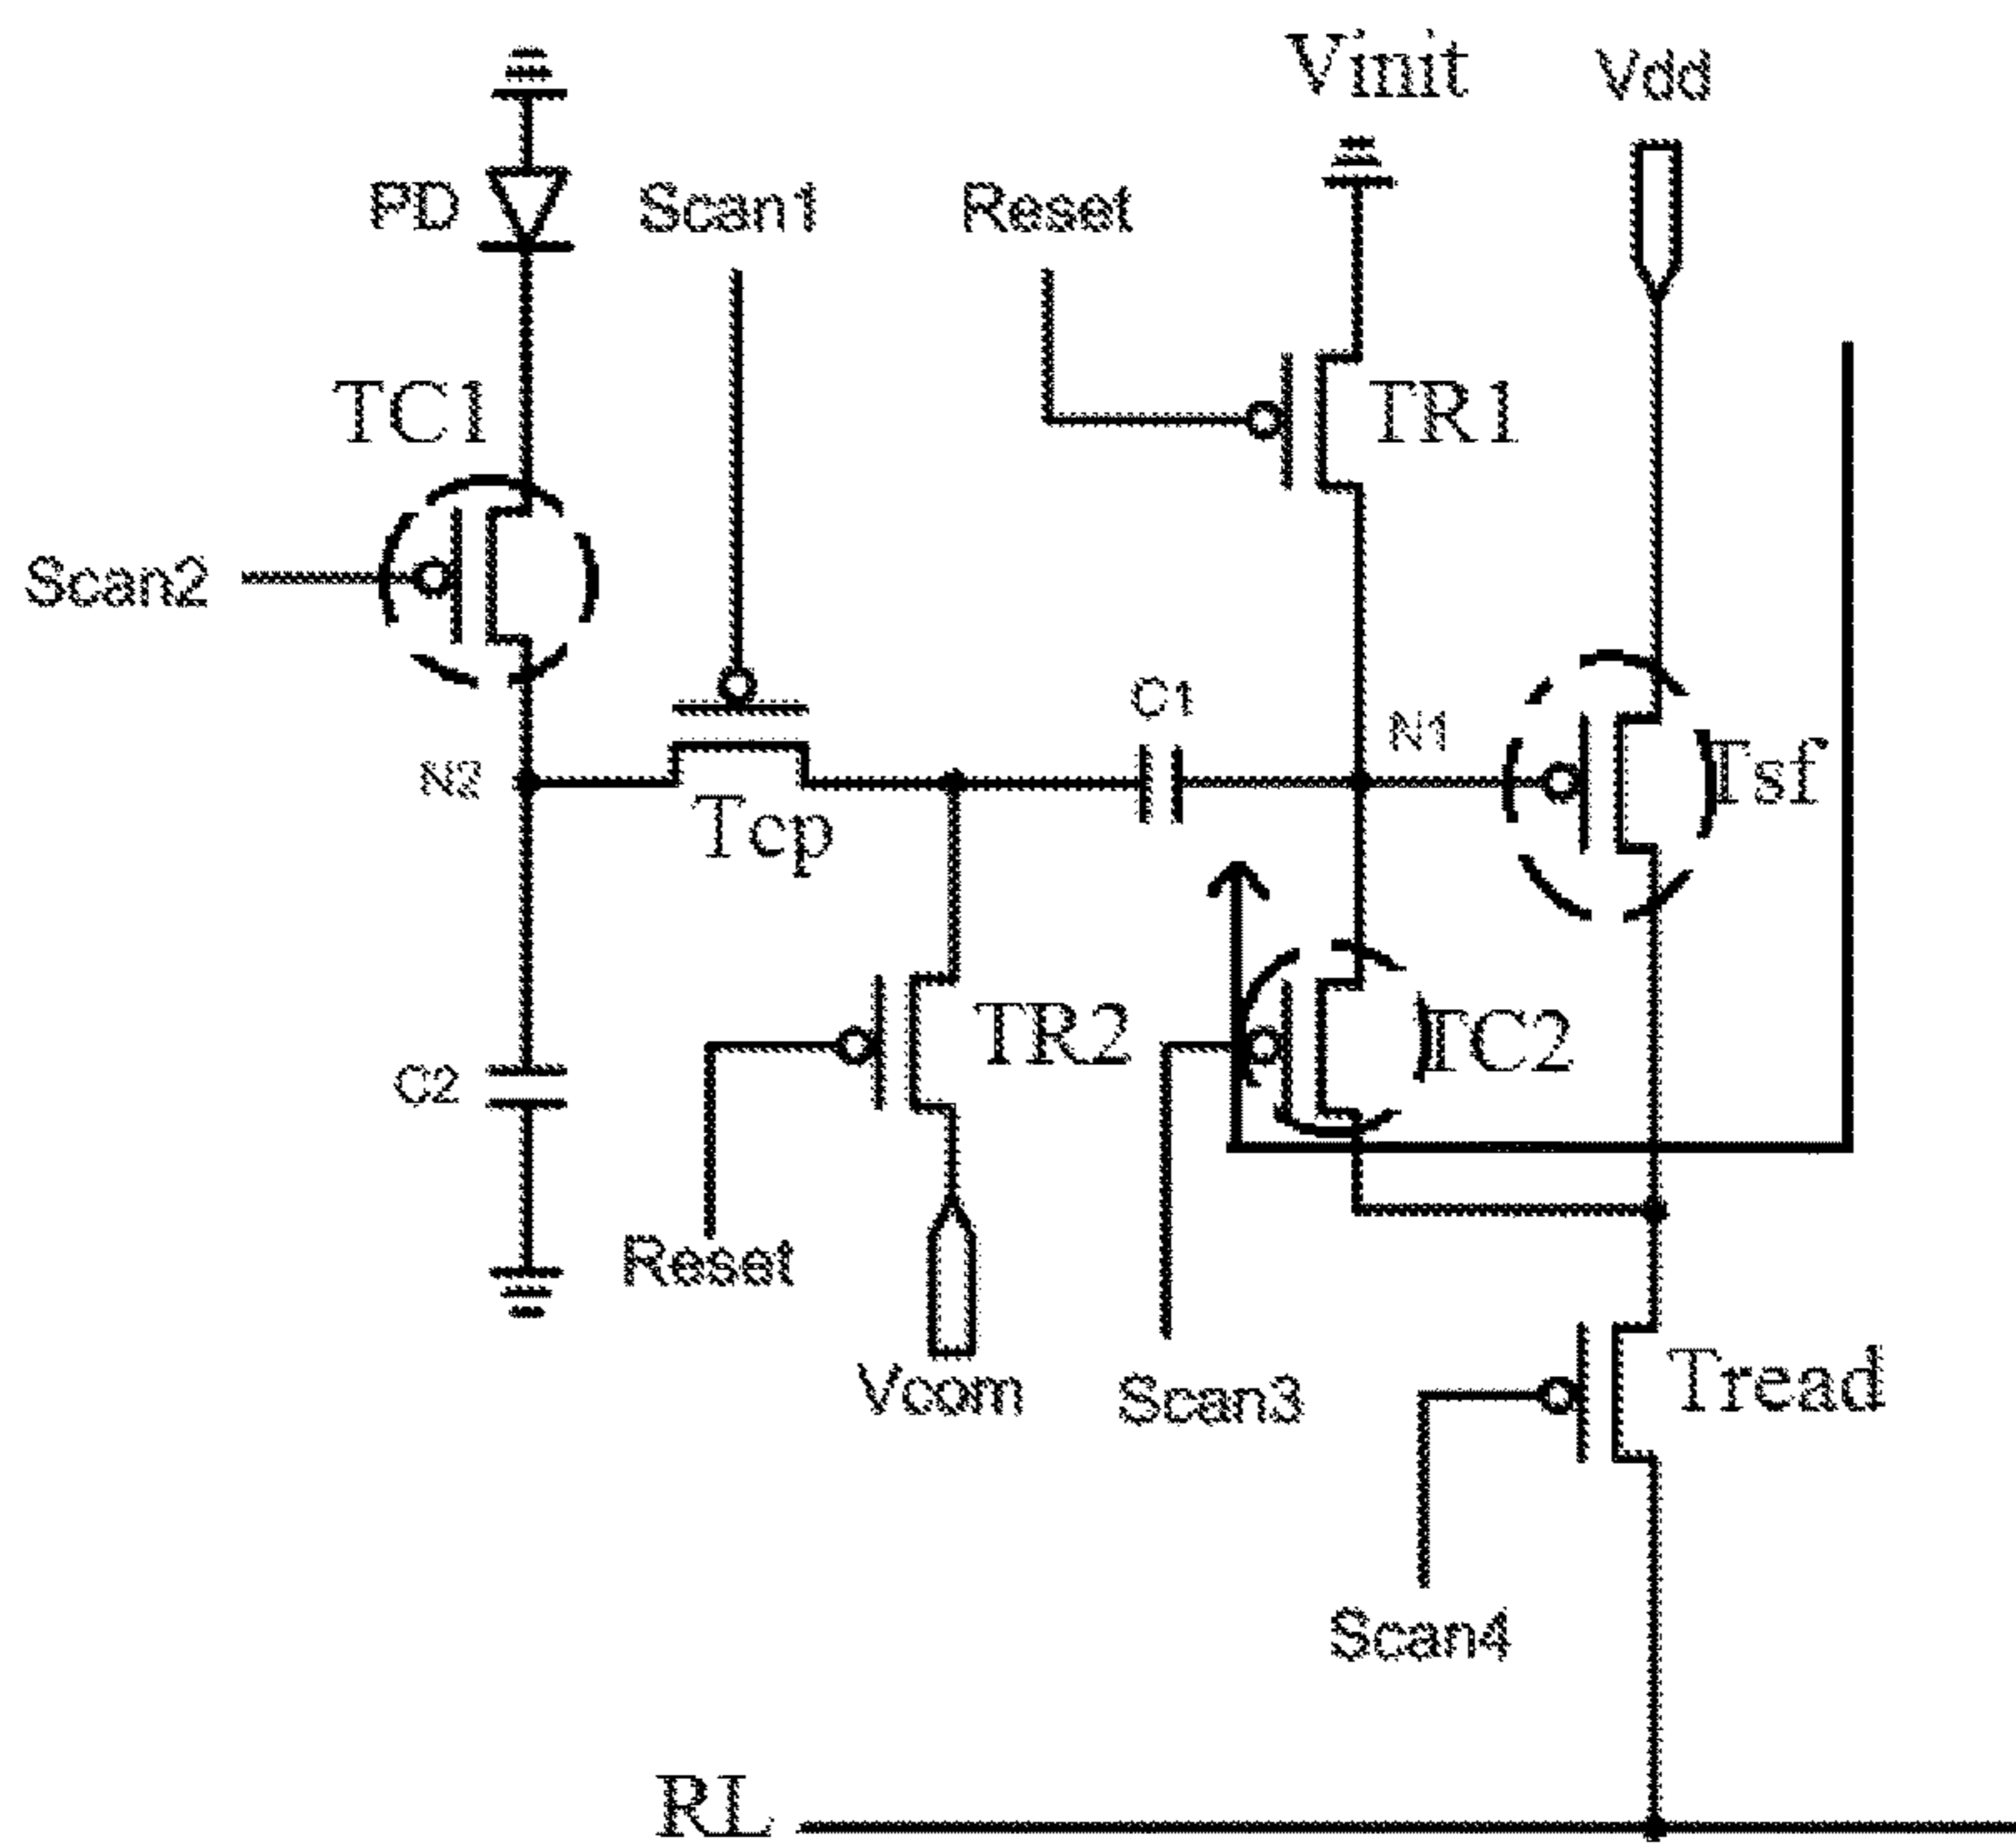 Vinit
Vdd
PD
Scan1
Reset
TC1
TR1
Scan2
C1
N1
Tsf
N2
Tcp
TR2
TC2
C2
Reset
Vcom
Scan3
Tread
Scan4
RL